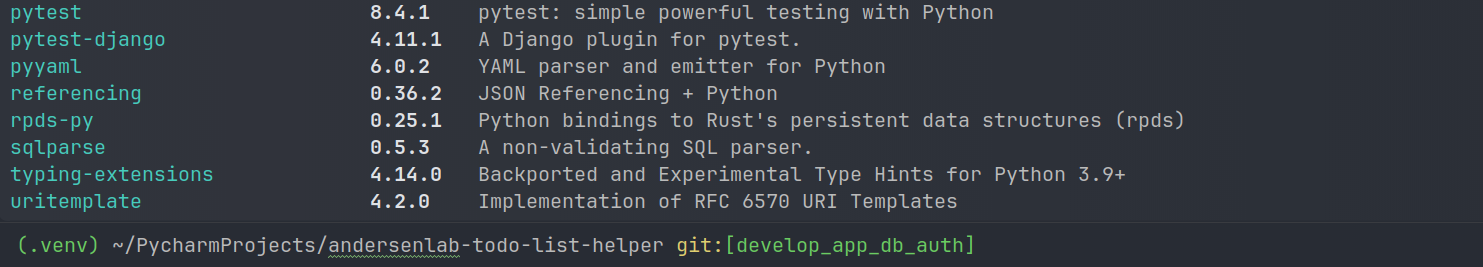 pytest 8.4.1 pytest: simple powerful testing with Python
pytest-django 4.11.1 A Django plugin for pytest.
pyyaml 6.0.2 YAML parser and emitter for Python
referencing 0.36.2 JSON Referencing + Python
rpds-py 0.25.1 Python bindings to Rust's persistent data structures (rpds)
sqlparse 0.5.3 A non-validating SQL parser.
typing-extensions 4.14.0 Backported and Experimental Type Hints for Python 3.9+
uritemplate 4.2.0 Implementation of RFC 6570 URI Templates
(.venv) ~/PycharmProjects/andersenlab-todo-list-helper git:[develop_app_db_auth]